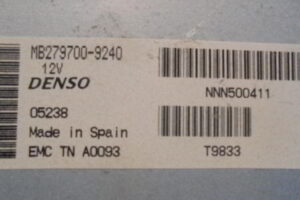 MB279700-9240
12V
DENSO
05238
Made in Spain
EMC TN A0093
NNN500411
T9833